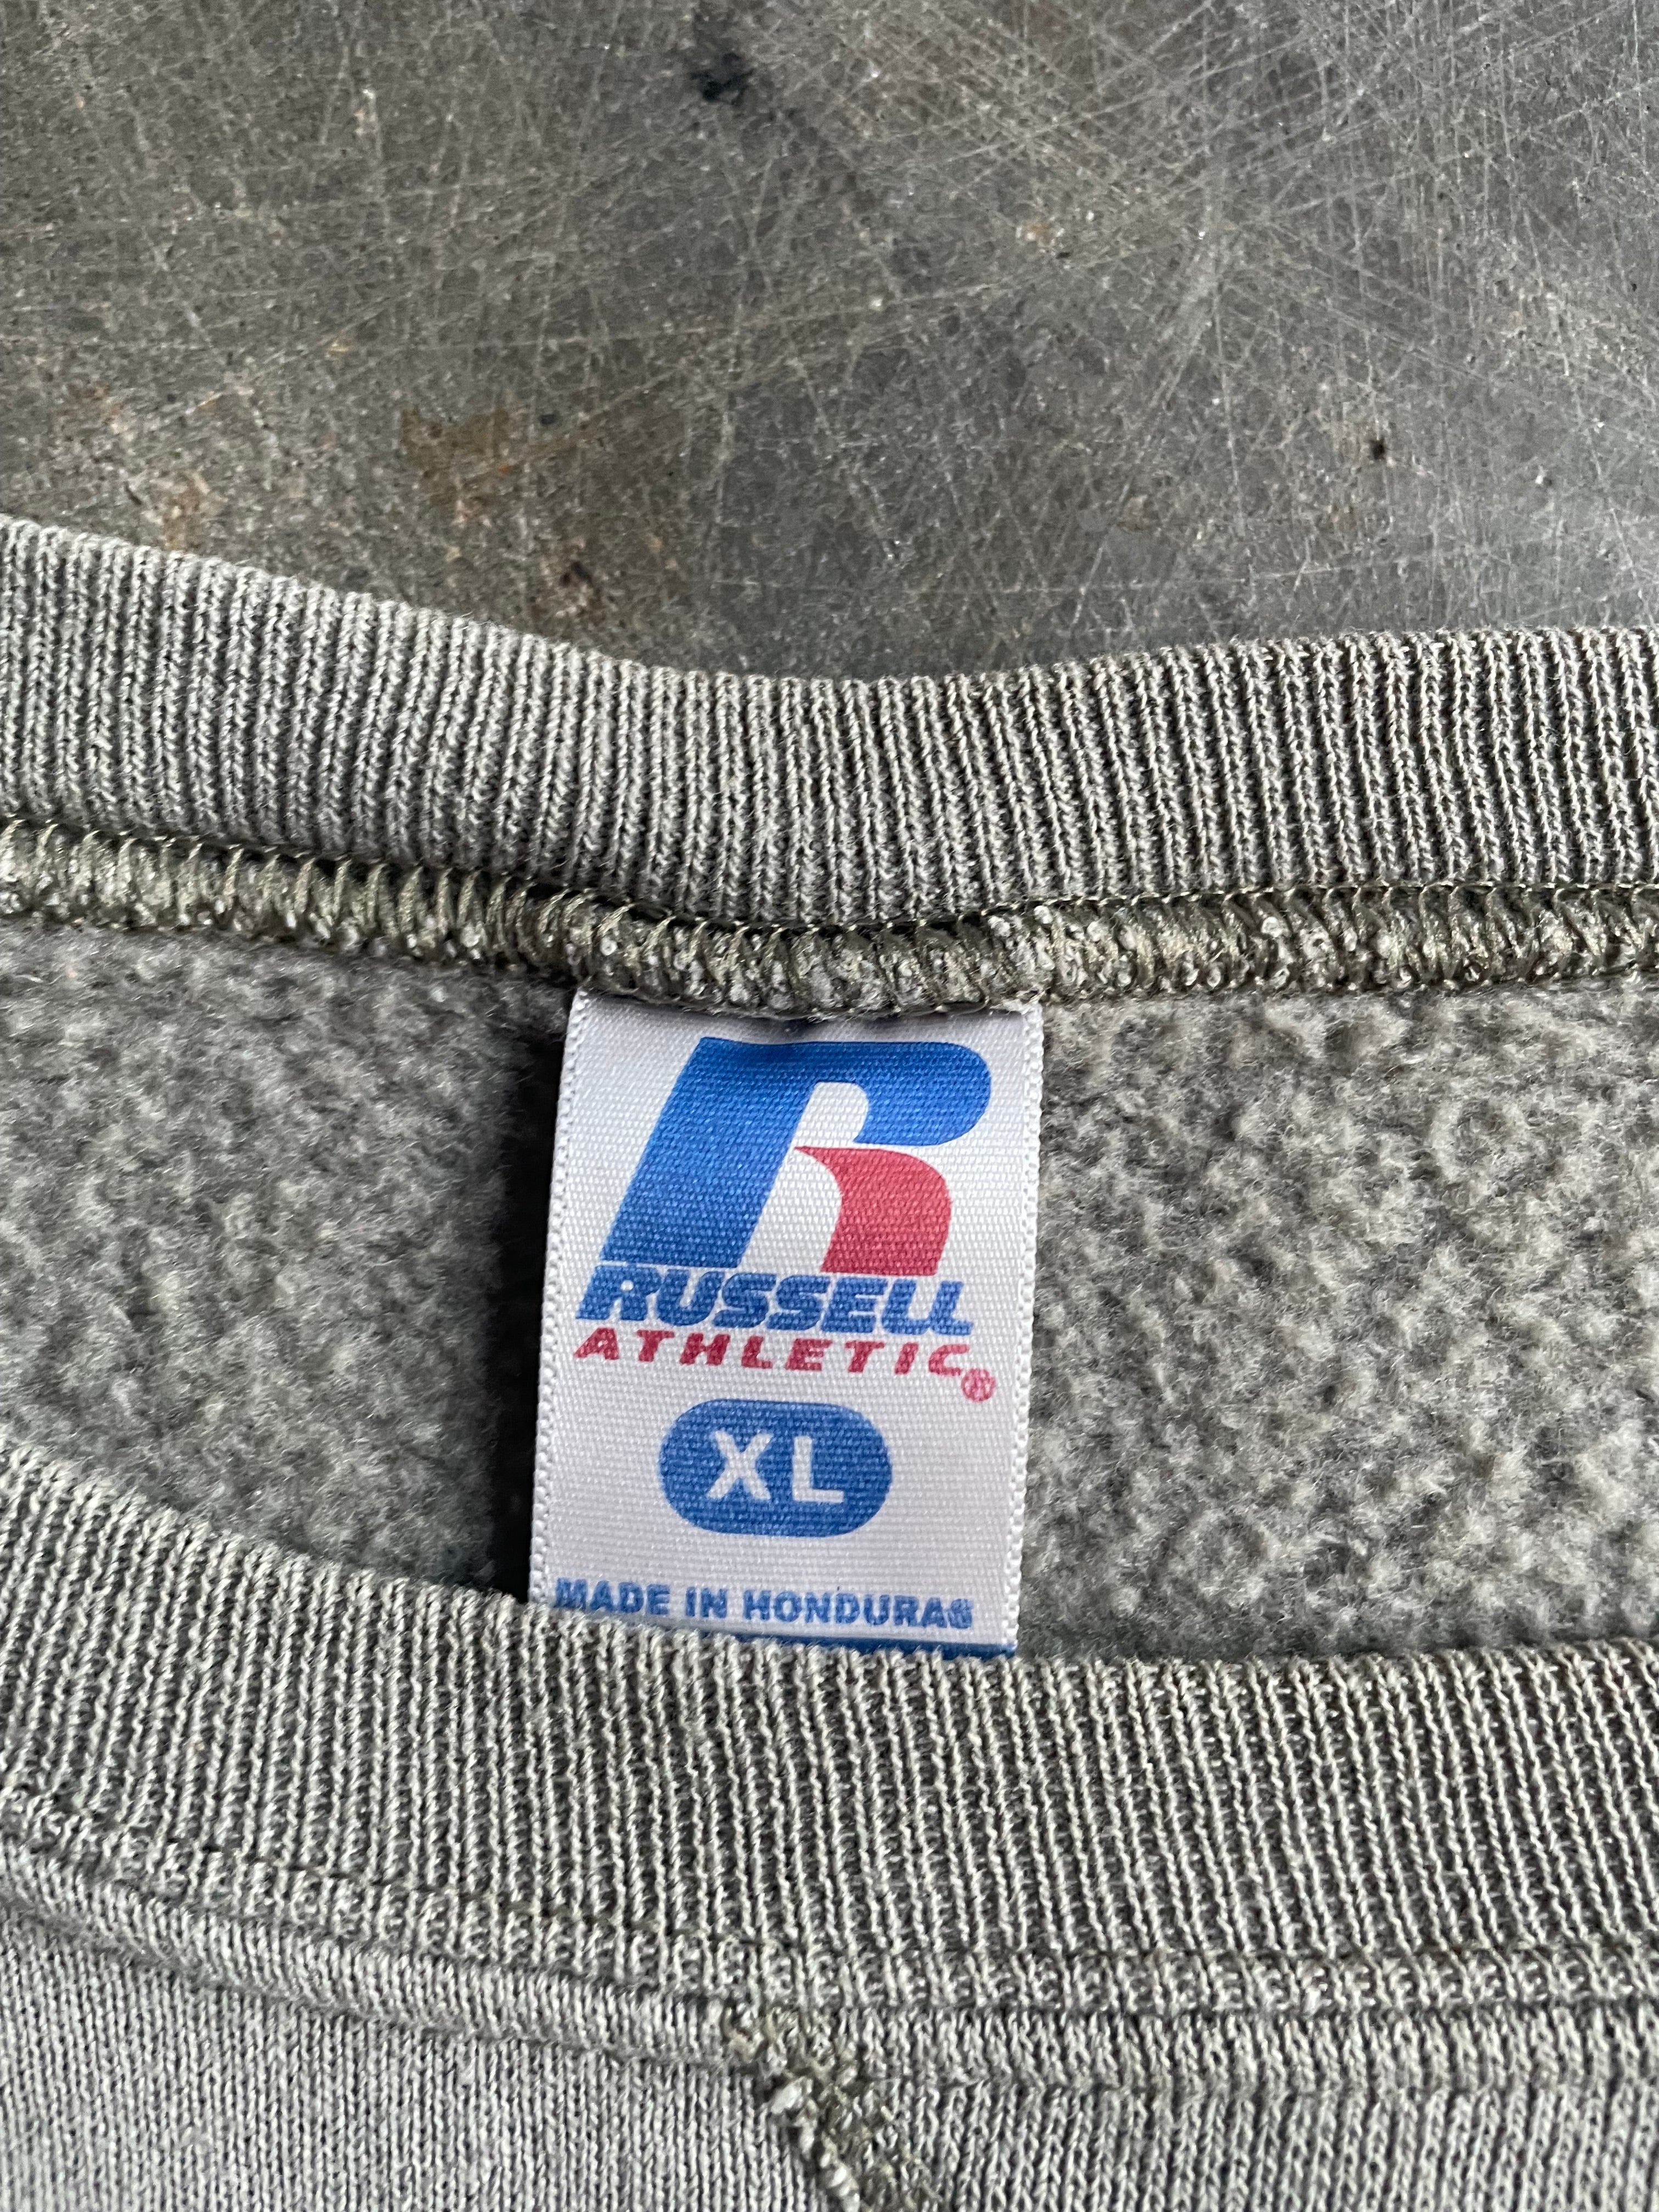 RUSSELL
ATHLETIC®
XL
MADE IN HONDURAS